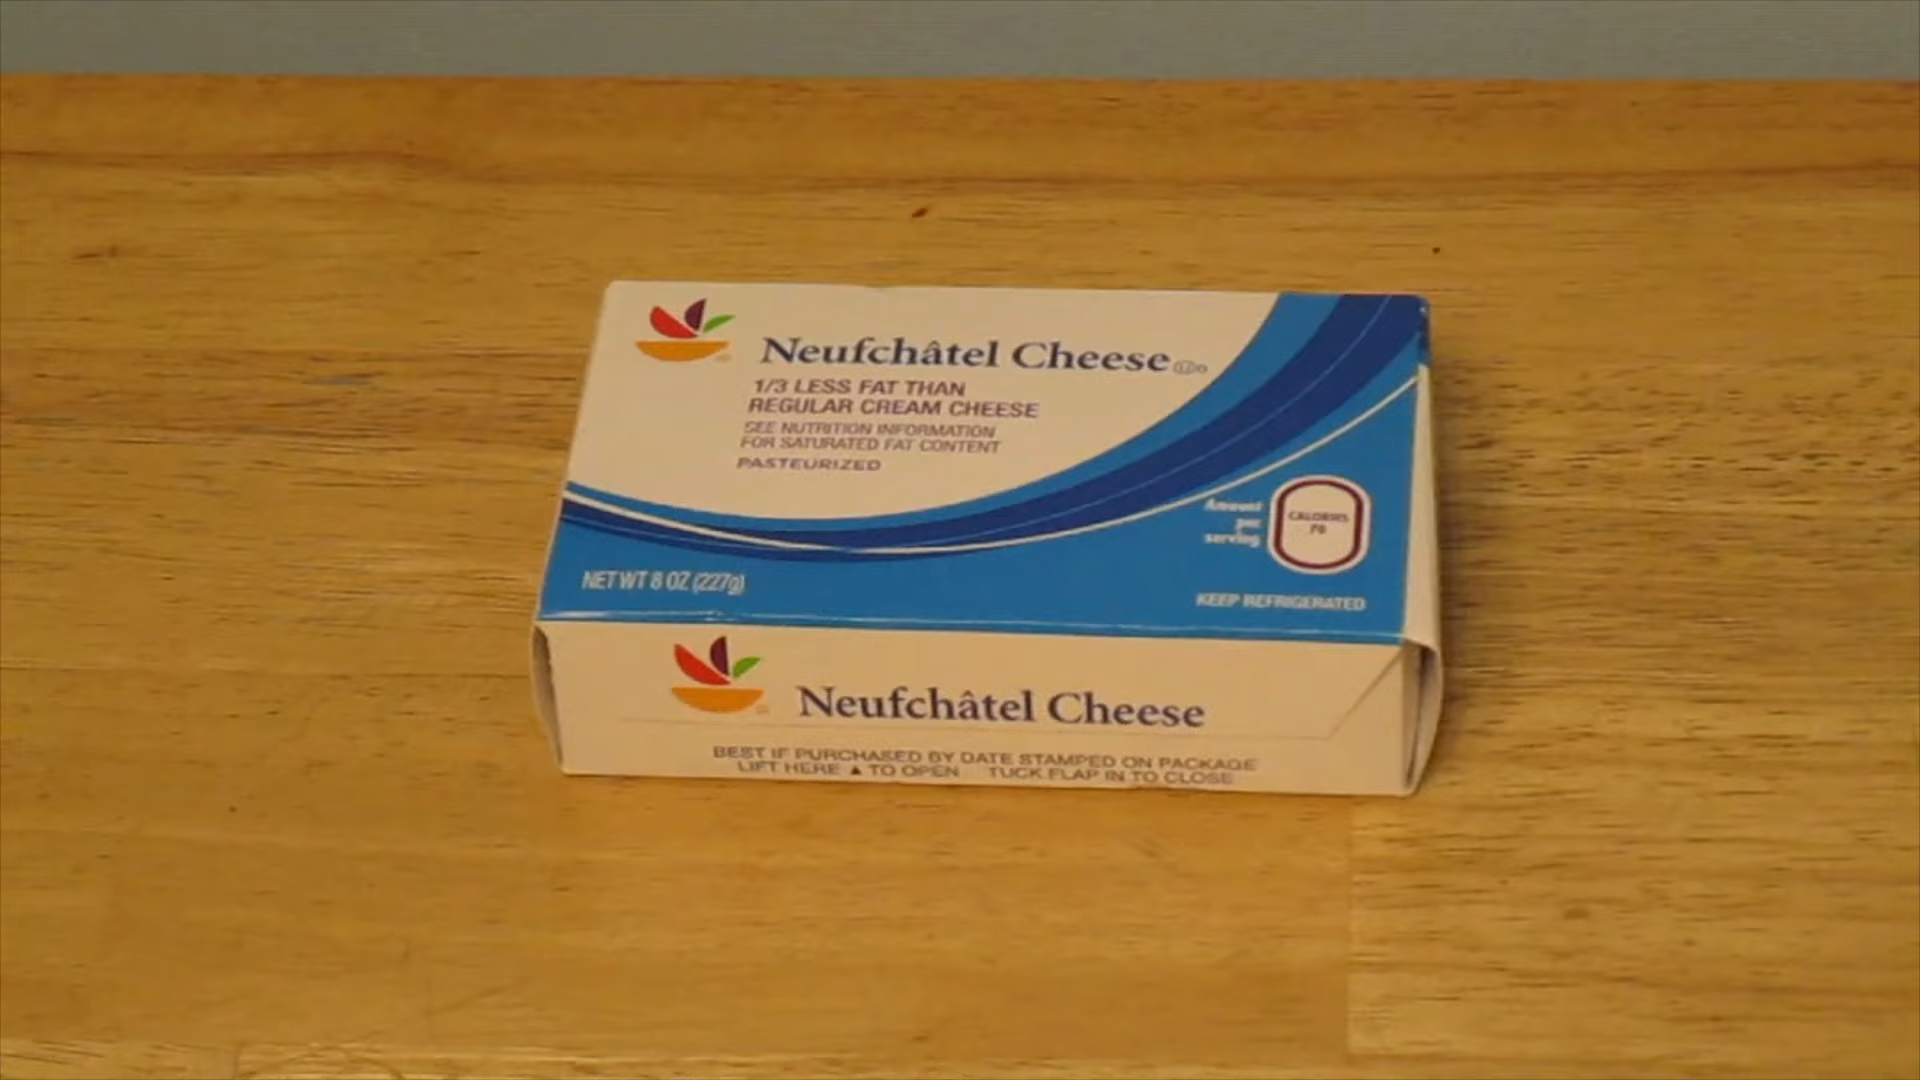 Neufchâtel Cheese
1/3 LESS FAT THAN
REGULAR CREAM CHEESE
SEE NUTRITION INFORMATION
FOR SATURATED FAT CONTENT
PASTEURIZED
Amount
per
serving
CALORIES
70
NET WT 8 OZ (227g)
KEEP REFRIGERATED
Neufchâtel Cheese
BEST IF PURCHASED BY DATE STAMPED ON PACKAGE
LIFT HERE ▲ TO OPEN TUCK FLAP IN TO CLOSE